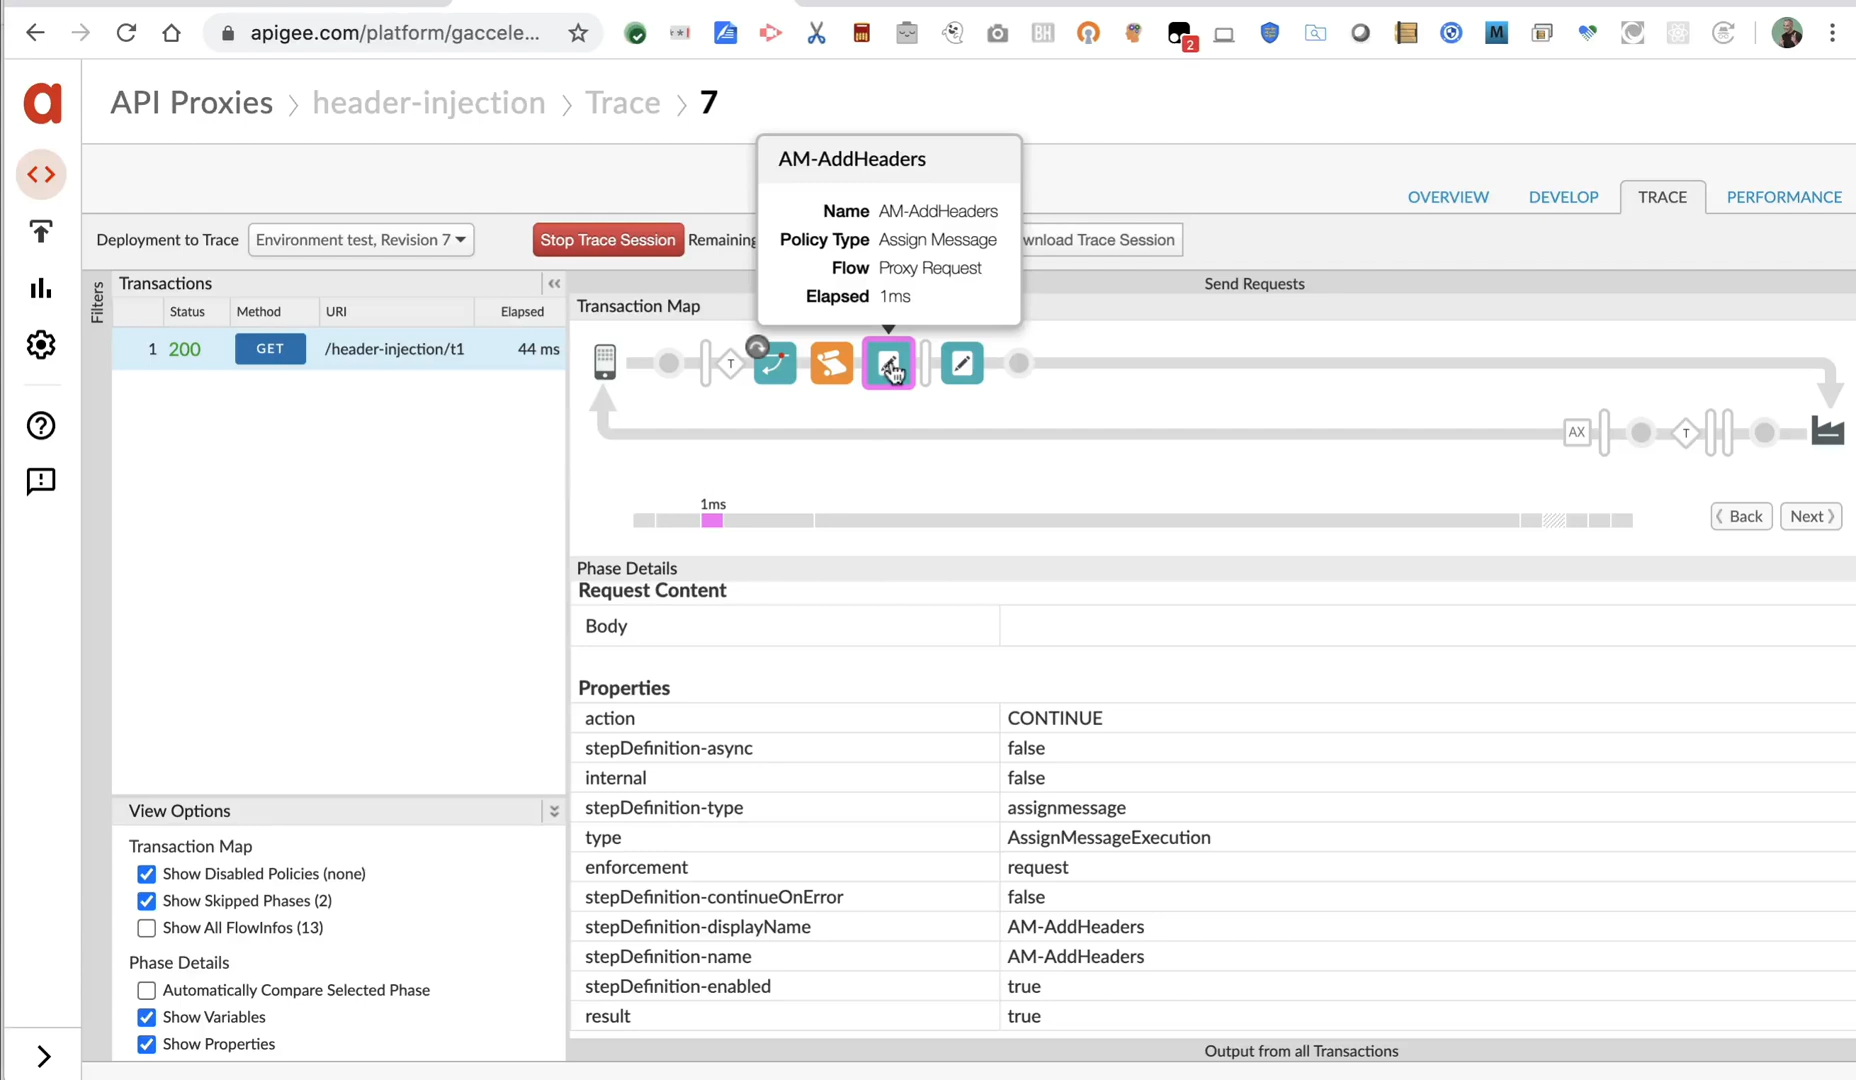 apigee.com/platform/gaccele...
BH
2
M
API Proxies > header-injection > Trace > 7
AM-AddHeaders
Name AM-AddHeaders
Policy Type Assign Message
Flow Proxy Request
Elapsed 1ms
OVERVIEW DEVELOP TRACE PERFORMANCE
Deployment to Trace Environment test, Revision 7 Stop Trace Session Remaining wnload Trace Session
Filters
Transactions
Status Method URI Elapsed
1 200 GET /header-injection/t1 44 ms
Send Requests
Transaction Map
T
AX T
1ms
Back Next
Phase Details
Request Content
Body
Properties
action CONTINUE
stepDefinition-async false
internal false
stepDefinition-type assignmessage
type AssignMessageExecution
enforcement request
stepDefinition-continueOnError false
stepDefinition-displayName AM-AddHeaders
stepDefinition-name AM-AddHeaders
stepDefinition-enabled true
result true
View Options
Transaction Map
Show Disabled Policies (none)
Show Skipped Phases (2)
Show All FlowInfos (13)
Phase Details
Automatically Compare Selected Phase
Show Variables
Show Properties
Output from all Transactions